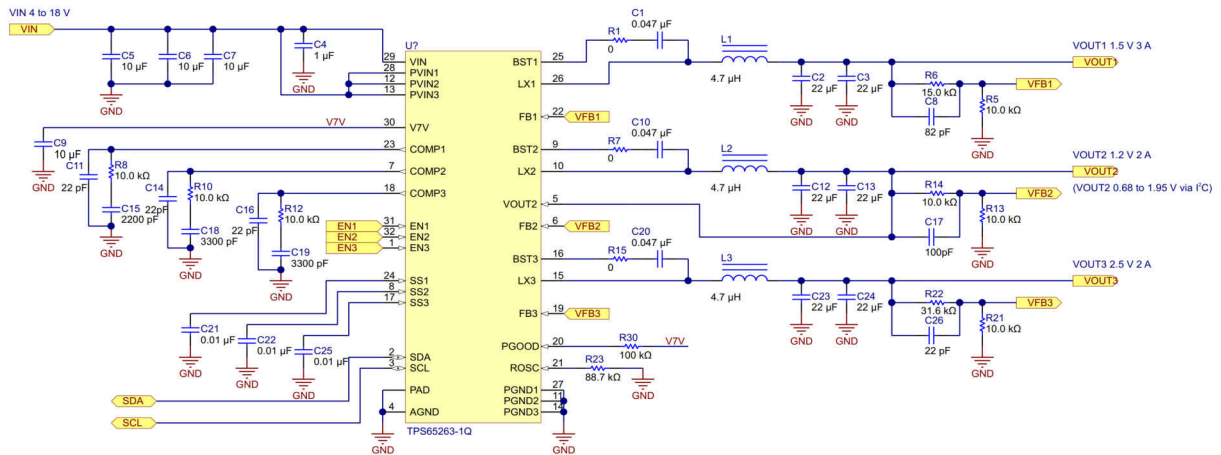 VIN 4 to 18 V
VIN
C5
10 µF
C6
10 µF
C7
10 µF
GND
C4
1 µF
GND
U?
29
28
12
13
VIN
PVIN1
PVIN2
PVIN3
V7V
30
V7V
C9
10 µF
GND
23
COMP1
C11
22 pF
R8
10.0 kΩ
C15
2200 pF
GND
7
COMP2
C14
22pF
R10
10.0 kΩ
C18
3300 pF
GND
18
COMP3
C16
22 pF
R12
10.0 kΩ
C19
3300 pF
GND
EN1
EN2
EN3
31
32
1
EN1
EN2
EN3
24
8
17
SS1
SS2
SS3
C21
0.01 µF
GND
C22
0.01 µF
GND
C25
0.01 µF
GND
2
3
SDA
SCL
SDA
SCL
PAD
4
AGND
GND
TPS65263-1Q
BST1
25
R1
0
C1
0.047 µF
LX1
26
L1
4.7 µH
C2
22 µF
GND
C3
22 µF
GND
VOUT1 1.5 V 3 A
VOUT1
R6
15.0 kΩ
C8
82 pF
VFB1
R5
10.0 kΩ
GND
FB1
22
VFB1
BST2
9
R7
0
C10
0.047 µF
LX2
10
L2
4.7 µH
C12
22 µF
GND
C13
22 µF
GND
VOUT2 1.2 V 2 A
VOUT2
(VOUT2 0.68 to 1.95 V via I²C)
R14
10.0 kΩ
C17
100pF
VFB2
R13
10.0 kΩ
GND
VOUT2
5
FB2
6
VFB2
BST3
16
R15
0
C20
0.047 µF
LX3
15
L3
4.7 µH
C23
22 µF
GND
C24
22 µF
GND
VOUT3 2.5 V 2 A
VOUT3
R22
31.6 kΩ
C26
22 pF
VFB3
R21
10.0 kΩ
GND
FB3
19
VFB3
PGOOD
20
R30
100 kΩ
V7V
ROSC
21
R23
88.7 kΩ
GND
PGND1
PGND2
PGND3
27
11
14
GND